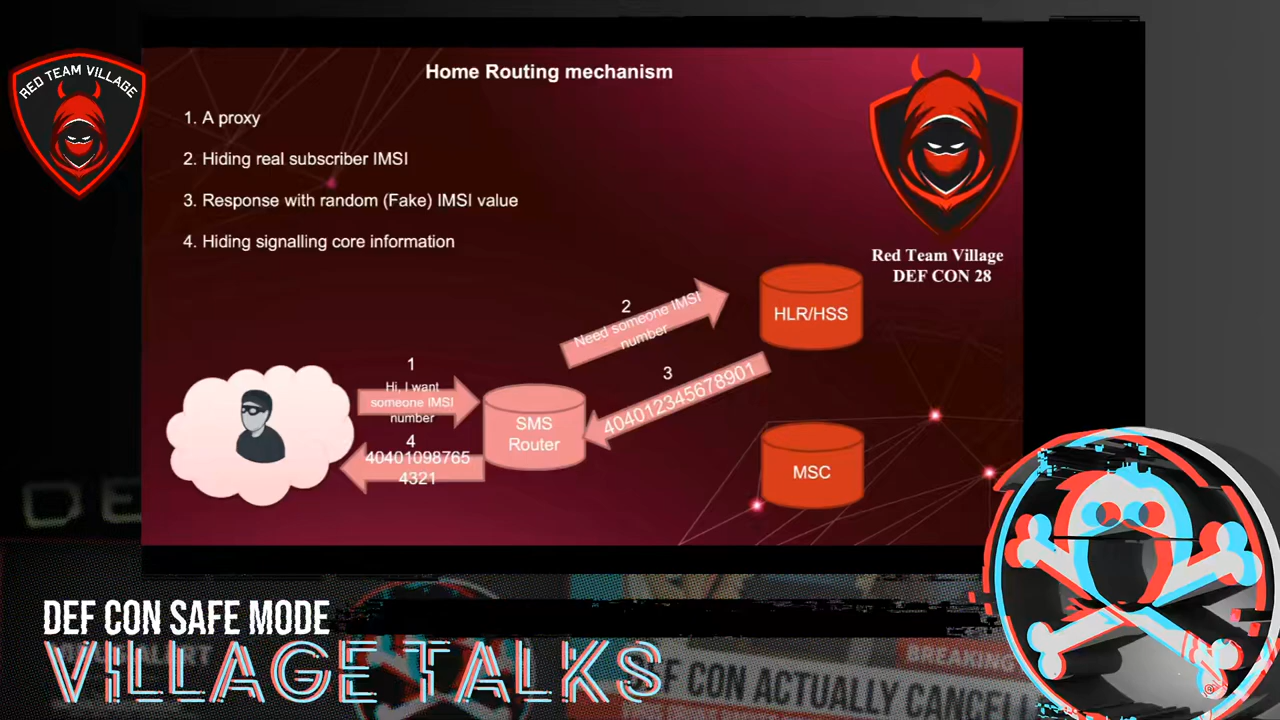 RED TEAM VILLAGE
Home Routing mechanism
1. A proxy
2. Hiding real subscriber IMSI
3. Response with random (Fake) IMSI value
4. Hiding signalling core information
Red Team Village
DEF CON 28
2
Need someone IMSI
number
HLR/HSS
1
Hi, I want
someone IMSI
number
3
404012345678901
SMS
Router
4
40401098765
4321
MSC
DE
DEF CON SAFE MODE
VILLAGE TALKS
BREAKING
DEF CON ACTUALLY CANCELL